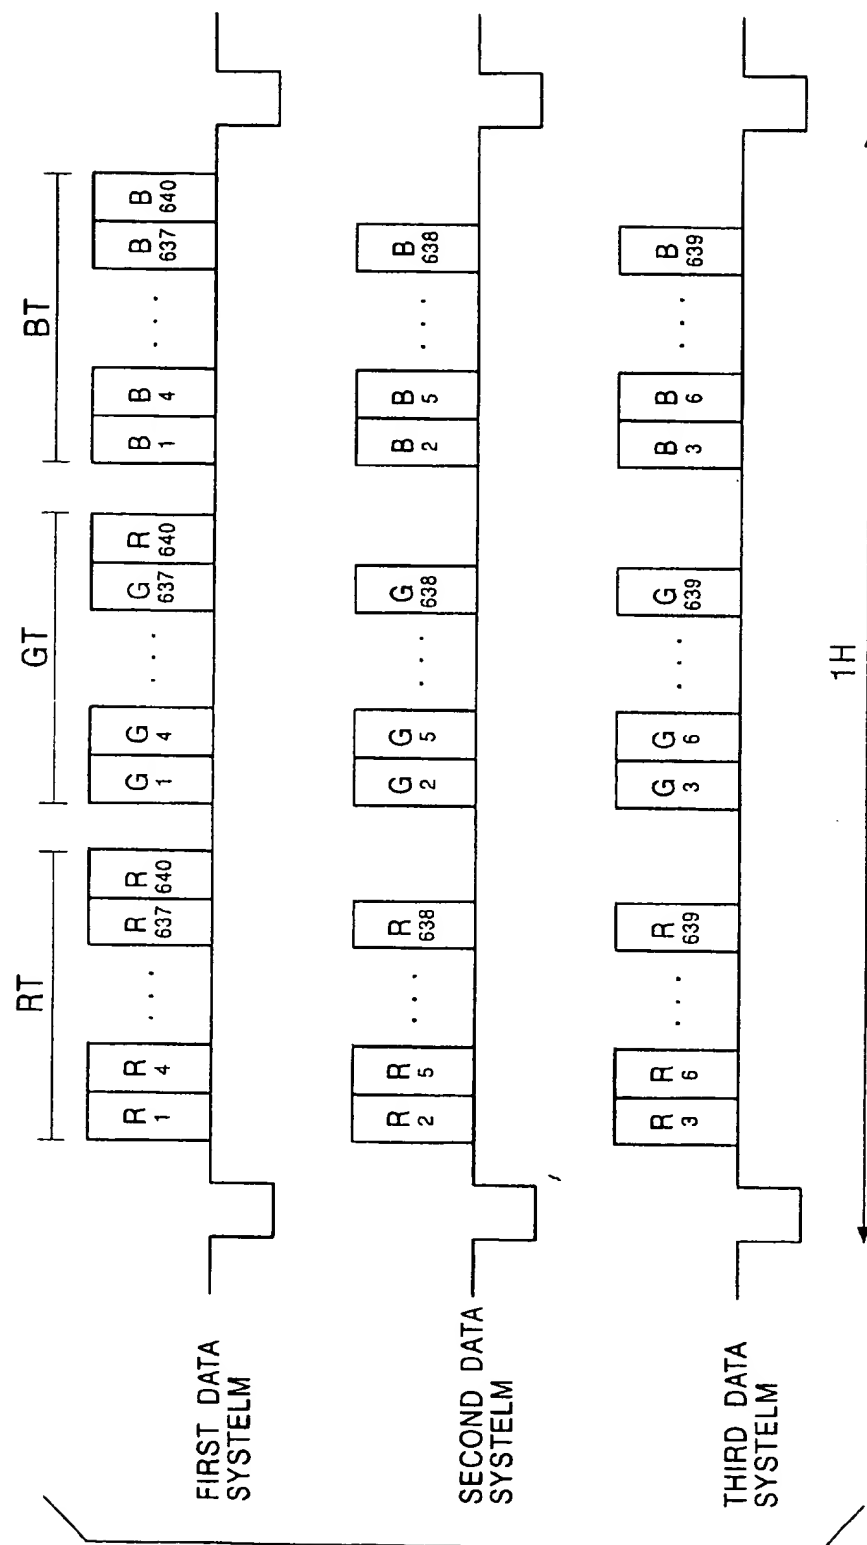 RT GT BT
FIRST DATA
SYSTELM
R 1 R 4 ... R 637 R 640 G 1 G 4 ... G 637 R 640 B 1 B 4 ... B 637 B 640
SECOND DATA
SYSTELM
R 2 R 5 ... R 638 G 2 G 5 ... G 638 B 2 B 5 ... B 638
THIRD DATA
SYSTELM
R 3 R 6 ... R 639 G 3 G 6 ... G 639 B 3 B 6 ... B 639
1H